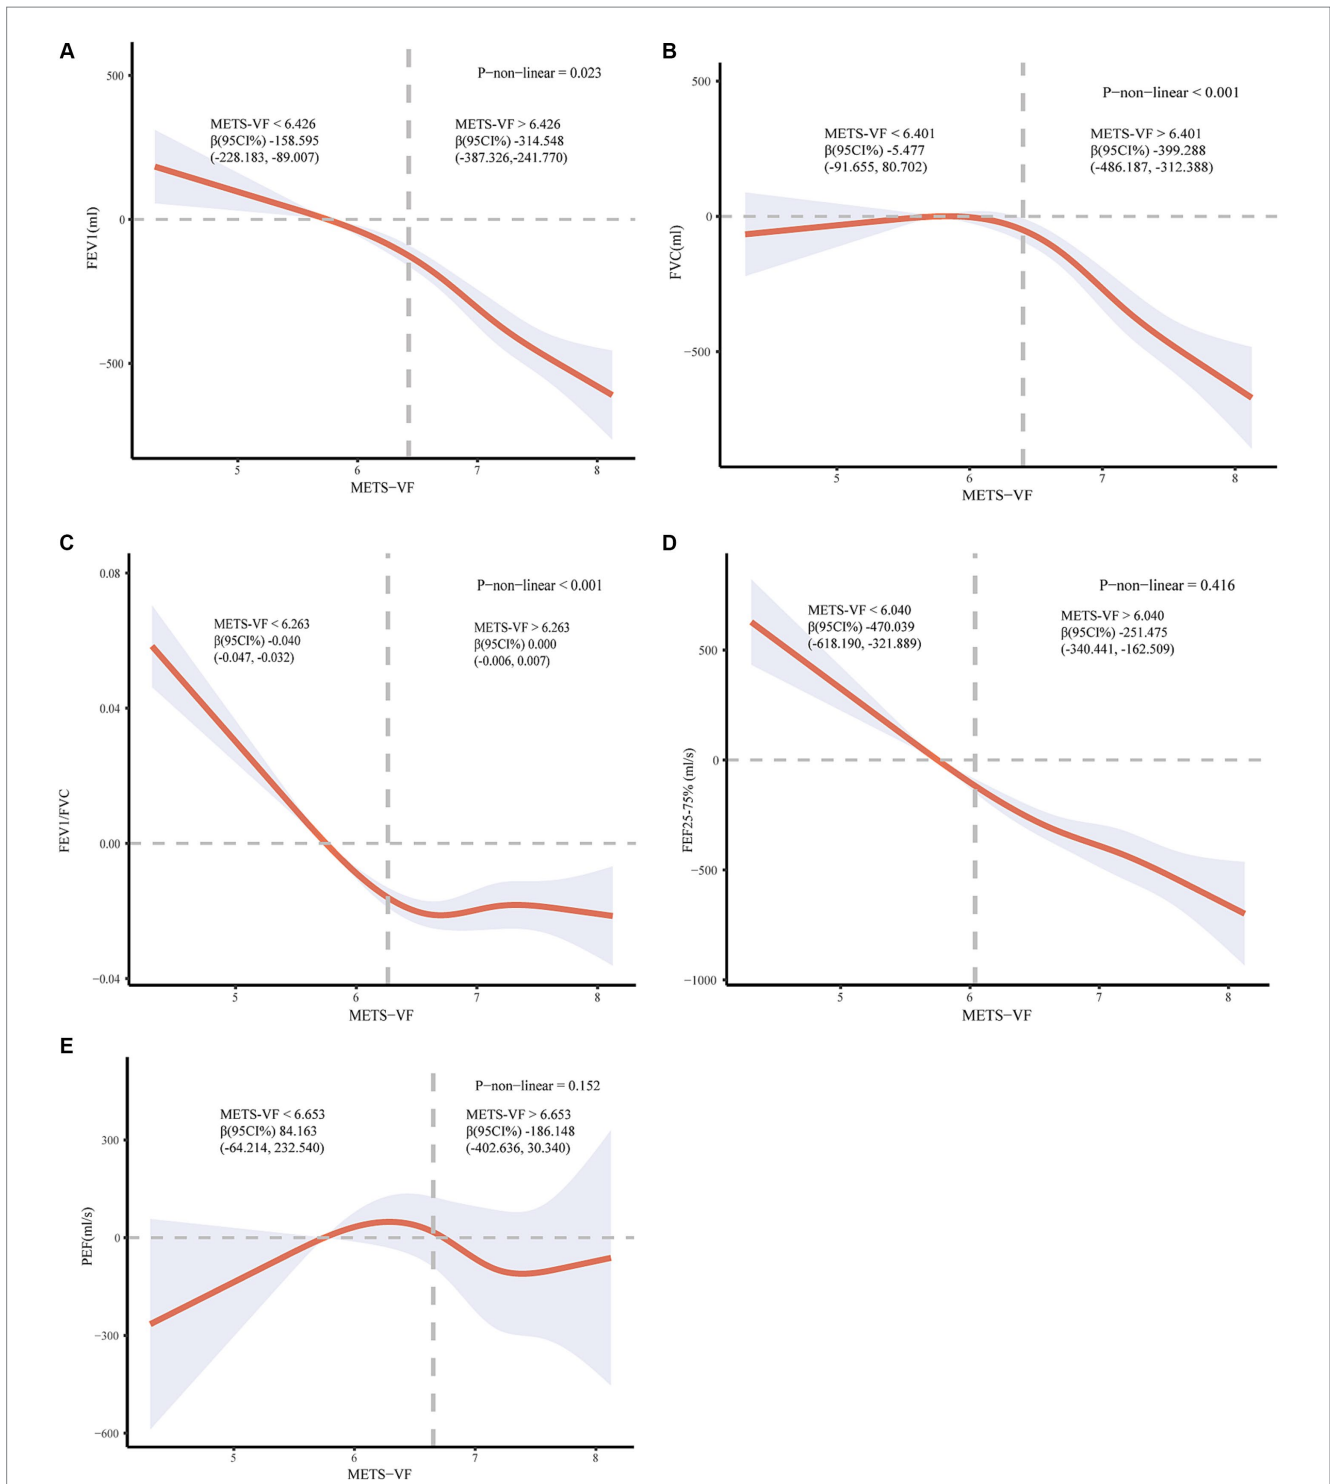 A
P-non-linear = 0.023
METS-VF < 6.426
β(95CI%) -158.595
(-228.183, -89.007)
METS-VF > 6.426
β(95CI%) -314.548
(-387.326,-241.770)
FEV1(ml)
500
0
−500
5
6
7
8
METS−VF
B
P-non-linear < 0.001
METS-VF < 6.401
β(95CI%) -5.477
(-91.655, 80.702)
METS-VF > 6.401
β(95CI%) -399.288
(-486.187, -312.388)
FVC(ml)
500
0
−500
5
6
7
8
METS−VF
C
P-non-linear < 0.001
METS-VF < 6.263
β(95CI%) -0.040
(-0.047, -0.032)
METS-VF > 6.263
β(95CI%) 0.000
(-0.006, 0.007)
FEV1/FVC
0.08
0.04
0.00
−0.04
5
6
7
8
METS−VF
D
P-non-linear = 0.416
METS-VF < 6.040
β(95CI%) -470.039
(-618.190, -321.889)
METS-VF > 6.040
β(95CI%) -251.475
(-340.441, -162.509)
FEF25-75% (ml/s)
500
0
−500
−1000
5
6
7
8
METS−VF
E
P-non-linear = 0.152
METS-VF < 6.653
β(95CI%) 84.163
(-64.214, 232.540)
METS-VF > 6.653
β(95CI%) -186.148
(-402.636, 30.340)
PEF(ml/s)
300
0
−300
−600
5
6
7
8
METS−VF